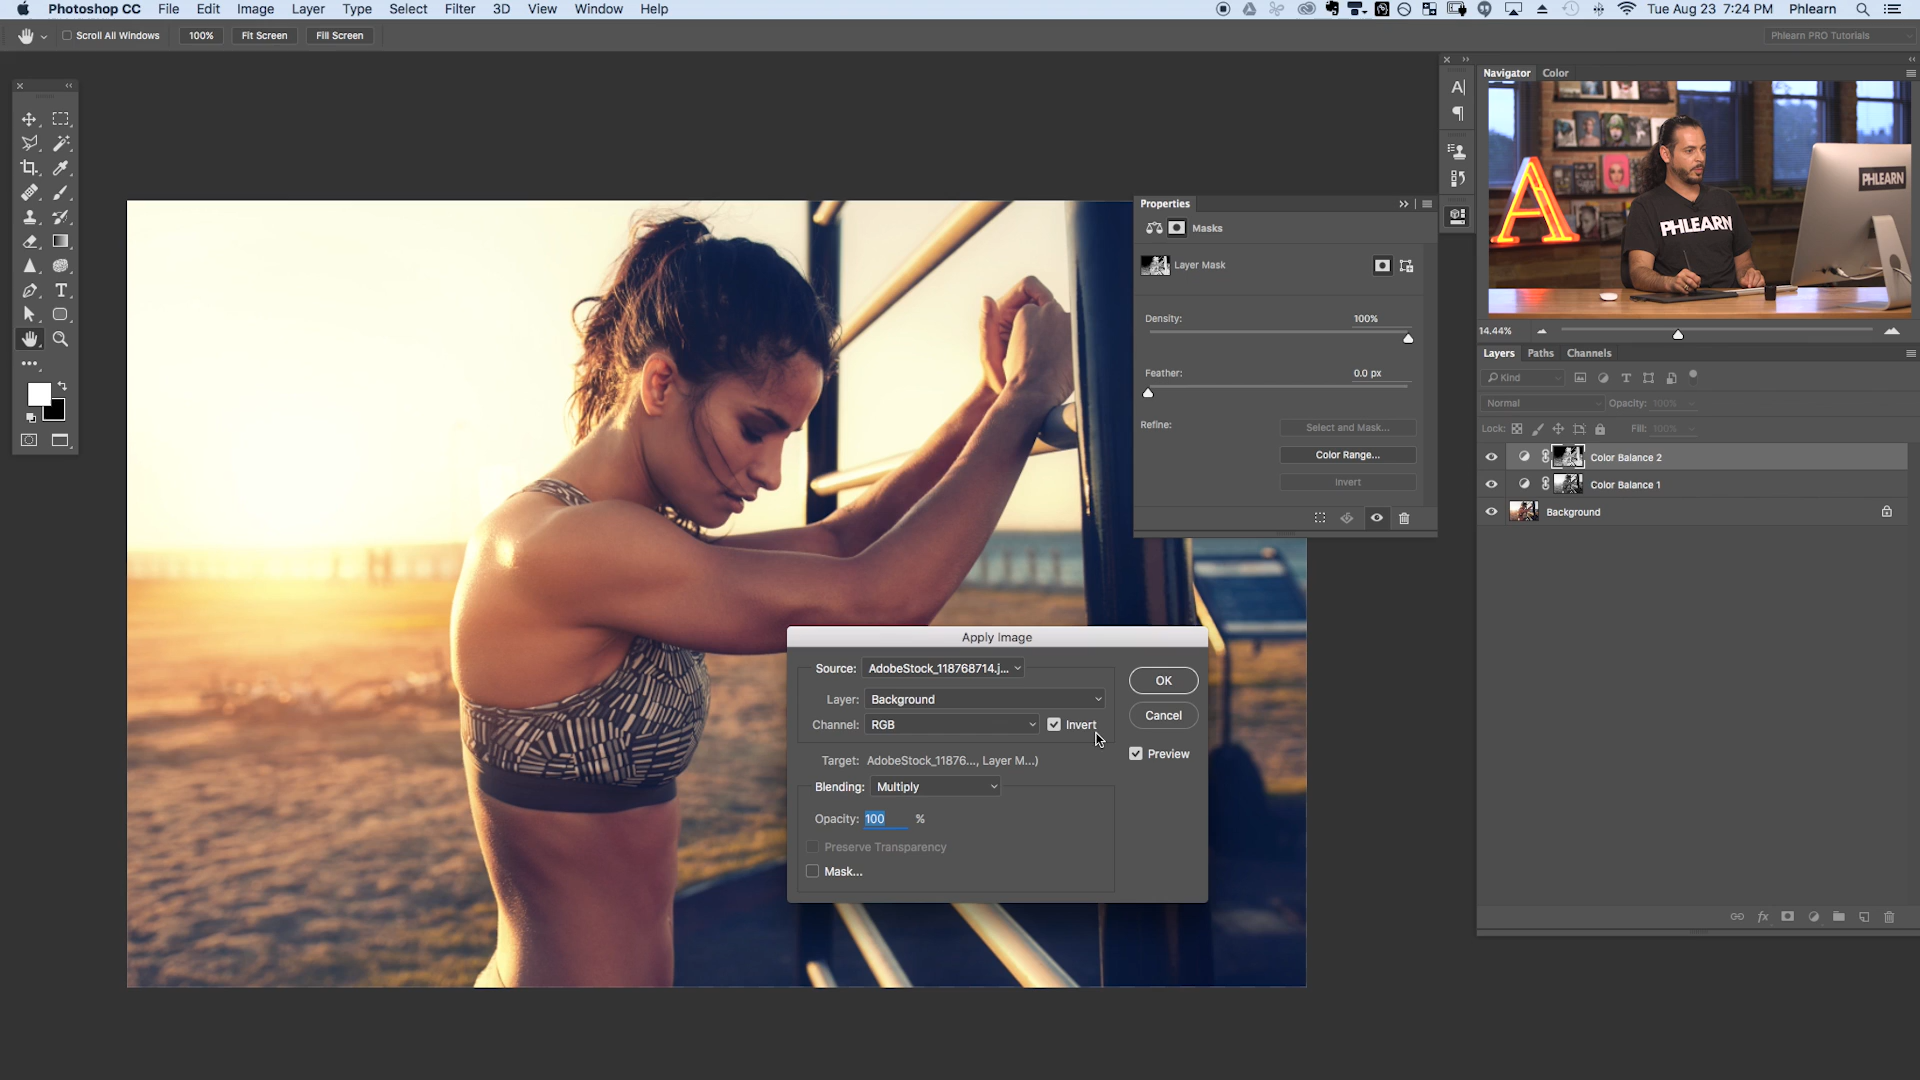 Photoshop CC File Edit Image Layer Type Select Filter 3D View Window Help Tue Aug 23 7:24 PM Phlearn
Scroll All Windows 100% Fit Screen Fill Screen Phlearn PRO Tutorials
Navigator Color
PHLEARN
PHLEARN
14.44%
Properties
Masks
Layer Mask
Density: 100%
Feather: 0.0 px
Refine: Select and Mask...
Color Range...
Invert
Layers Paths Channels
Kind
Normal Opacity: 100%
Lock: Fill: 100%
Color Balance 2
Color Balance 1
Background
Apply Image
Source: AdobeStock_118768714.j...
Layer: Background
Channel: RGB Invert
Target: AdobeStock_11876..., Layer M...)
Blending: Multiply
Opacity: 100 %
Preserve Transparency
Mask...
OK
Cancel
Preview